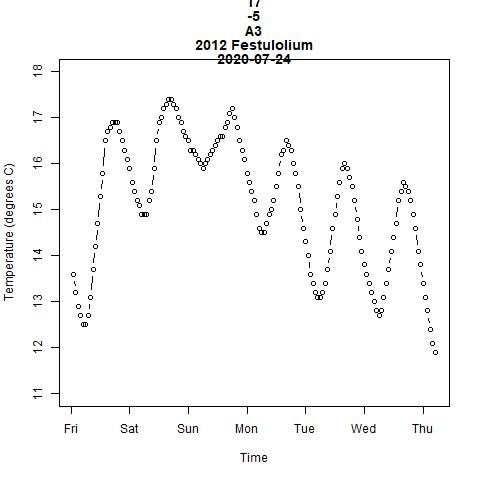 17
-5
A3
2012 Festulolium
2020-07-24
18
17
16
15
14
13
12
11
Temperature (degrees C)
Fri Sat Sun Mon Tue Wed Thu
Time